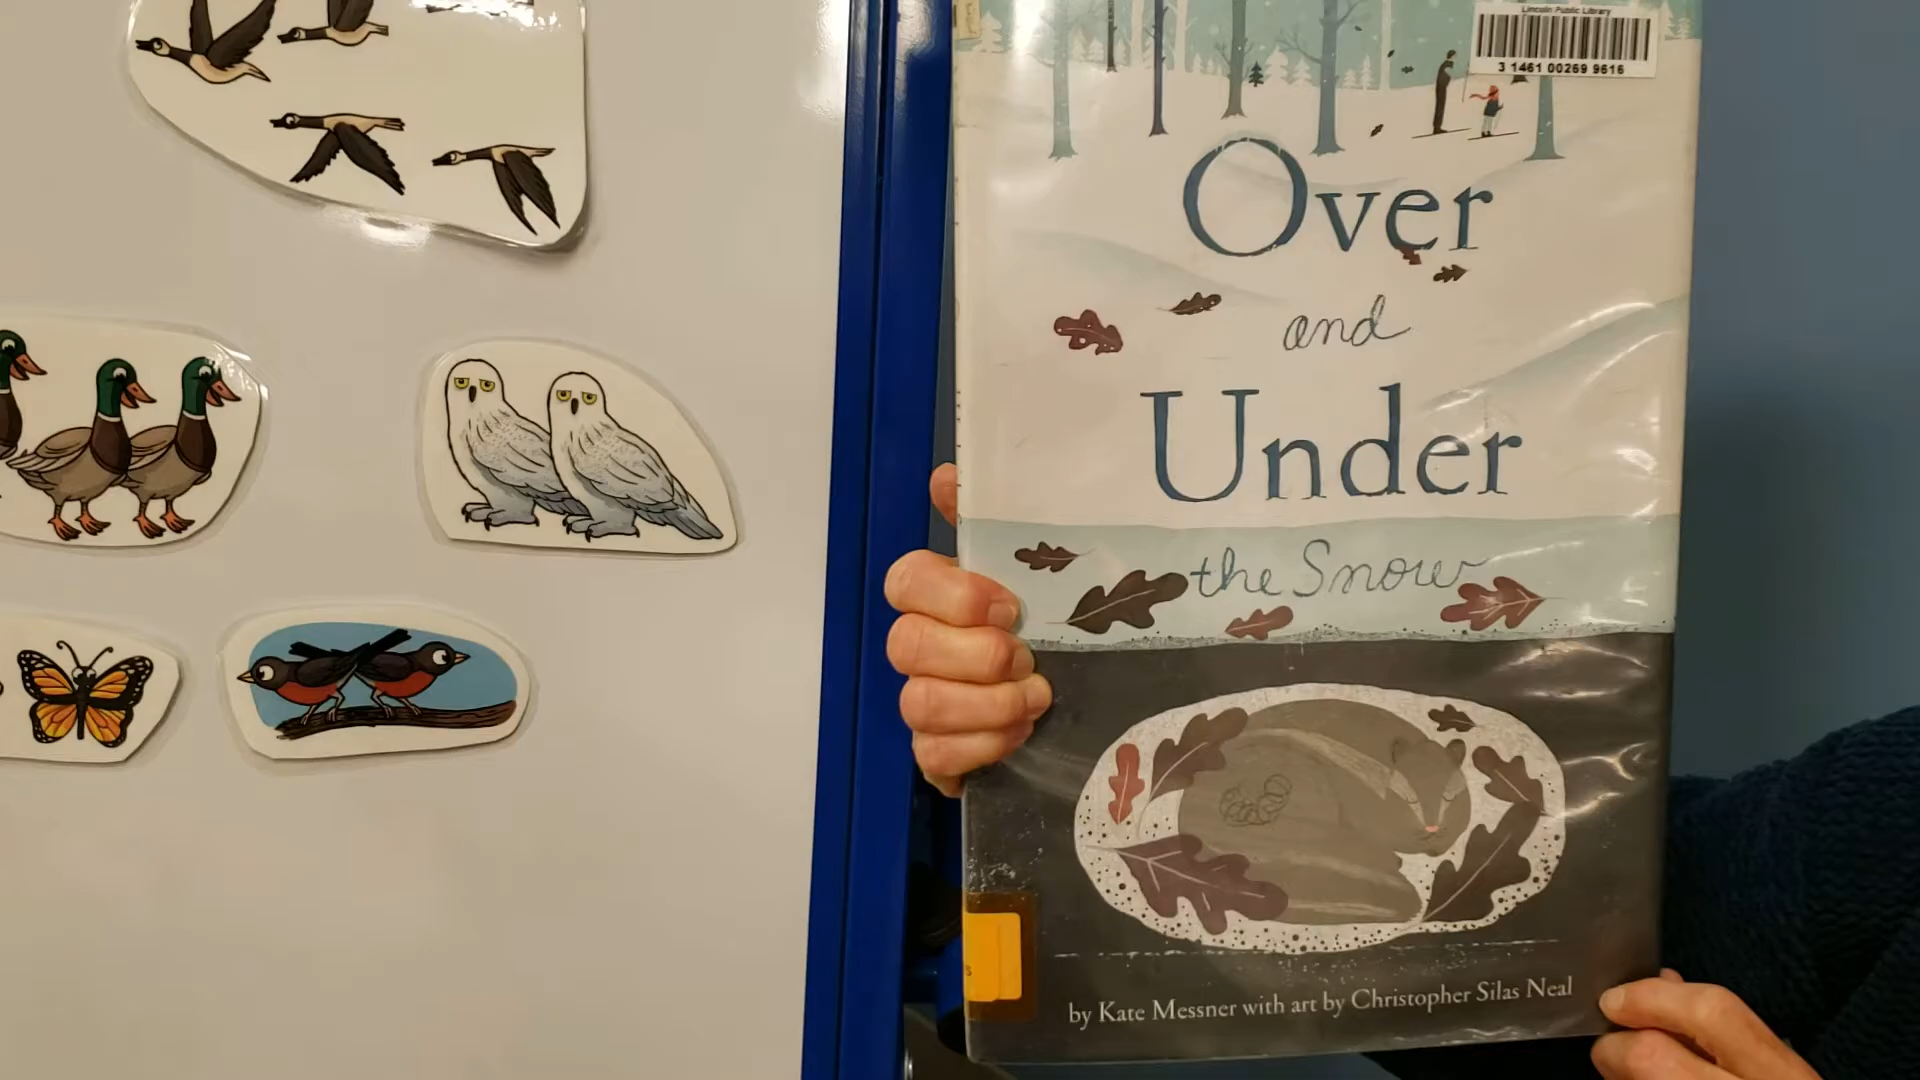 Lincoln Public Library
3 1461 00269 9616
Over
and
Under
the Snow
by Kate Messner with art by Christopher Silas Neal